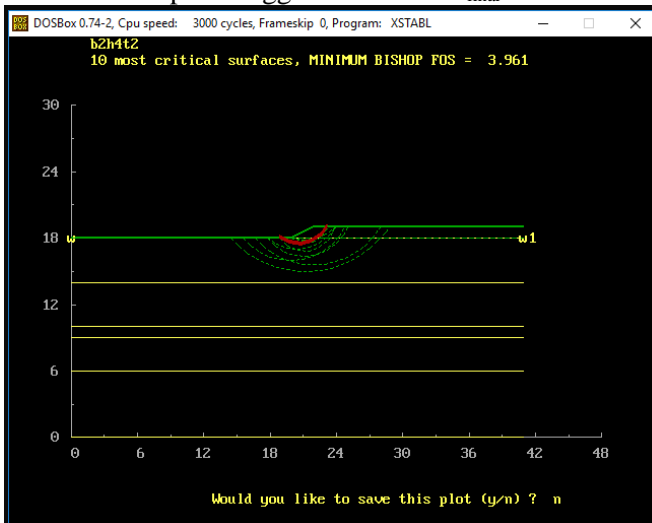 DOSBox 0.74-2, Cpu speed: 3000 cycles, Frameskip 0, Program: XSTABL
b2h4t2
10 most critical surfaces, MINIMUM BISHOP FOS = 3.961
30
24
18 w w1
12
6
0
0 6 12 18 24 30 36 42 48
Would you like to save this plot (y/n) ? n